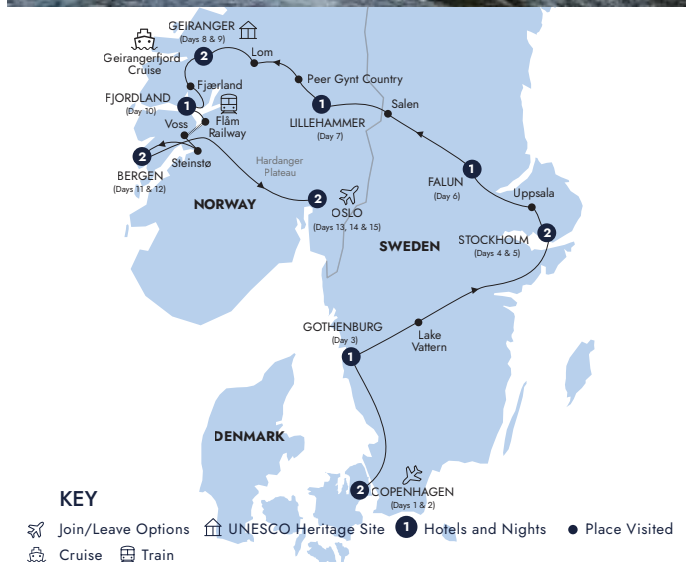 GEIRANGER
(Days 8 & 9)
2
Lom
Geirangerfjord
Cruise
Peer Gynt Country
Fjærland
FJORDLAND
(Day 10)
1
Flåm
Railway
Voss
1
LILLEHAMMER
(Day 7)
Salen
Steinstø
2
BERGEN
(Days 11 & 12)
Hardanger
Plateau
1
FALUN
(Day 6)
Uppsala
NORWAY
2
OSLO
(Days 13, 14 & 15)
SWEDEN
STOCKHOLM
(Days 4 & 5)
2
GOTHENBURG
(Day 3)
1
Lake
Vattern
DENMARK
2
COPENHAGEN
(Days 1 & 2)
KEY
Join/Leave Options
UNESCO Heritage Site
1 Hotels and Nights
Place Visited
Cruise
Train